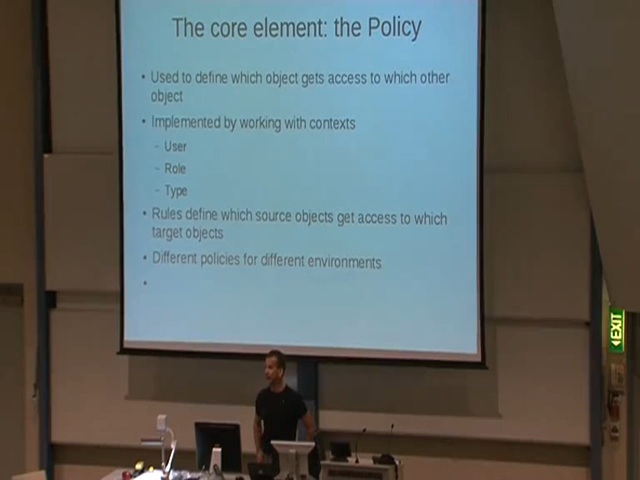 The core element: the Policy
• Used to define which object gets access to which other
object
• Implemented by working with contexts
– User
– Role
– Type
• Rules define which source objects get access to which
target objects
• Different policies for different environments
•
EXIT